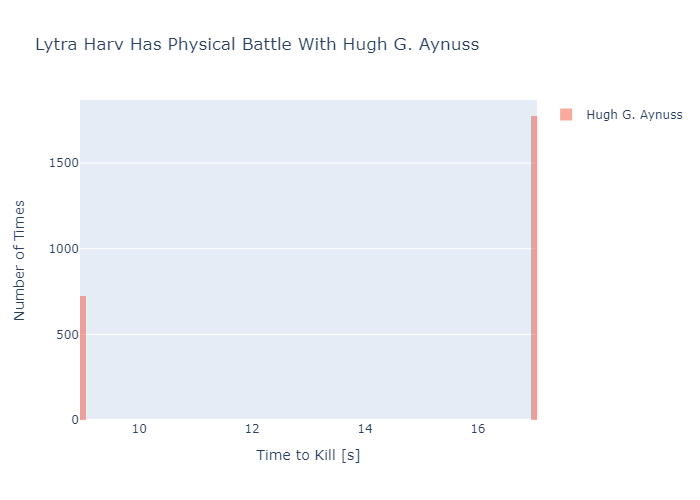 Lytra Harv Has Physical Battle With Hugh G. Aynuss
Hugh G. Aynuss
1500
1000
500
0
Number of Times
10
12
14
16
Time to Kill [s]